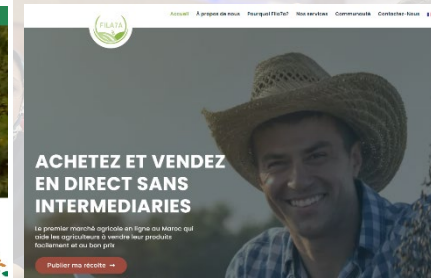 FILA7A
Accueil À propos de nous Pourquoi Fila7a? Nos services Communauté Contactez-Nous
ACHETEZ ET VENDEZ
EN DIRECT SANS
INTERMEDIARIES
Le premier marché agricole en ligne au Maroc qui
aide les agriculteurs à vendre leur produits
facilement et au bon prix
Publier ma récolte →